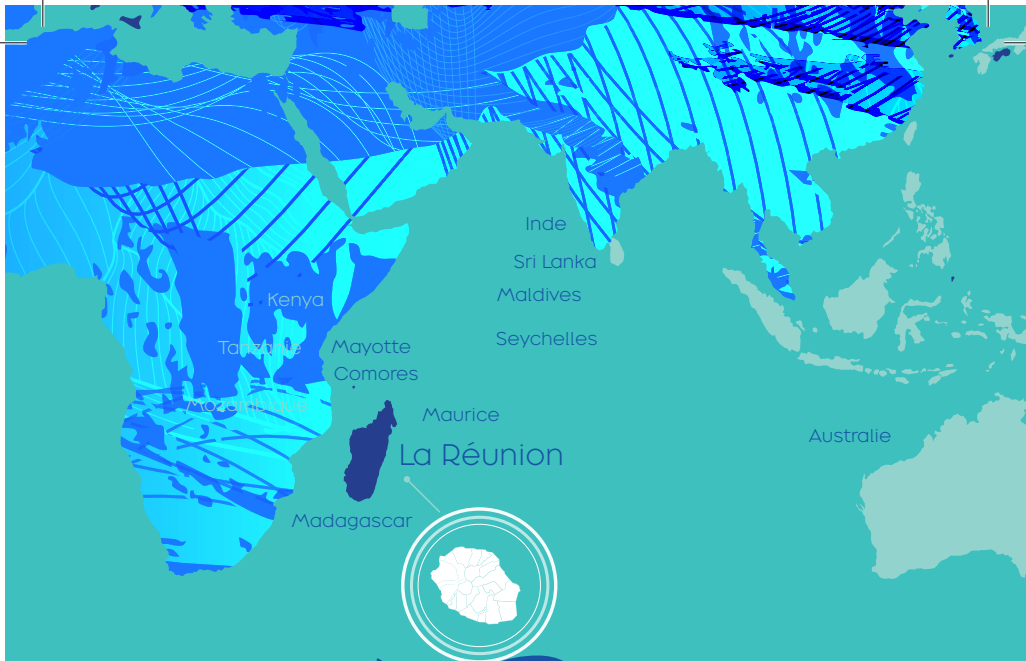 Inde
Sri Lanka
Maldives
Kenya
Seychelles
Tanzanie
Mayotte
Comores
Mozambique
Maurice
Australie
La Réunion
Madagascar